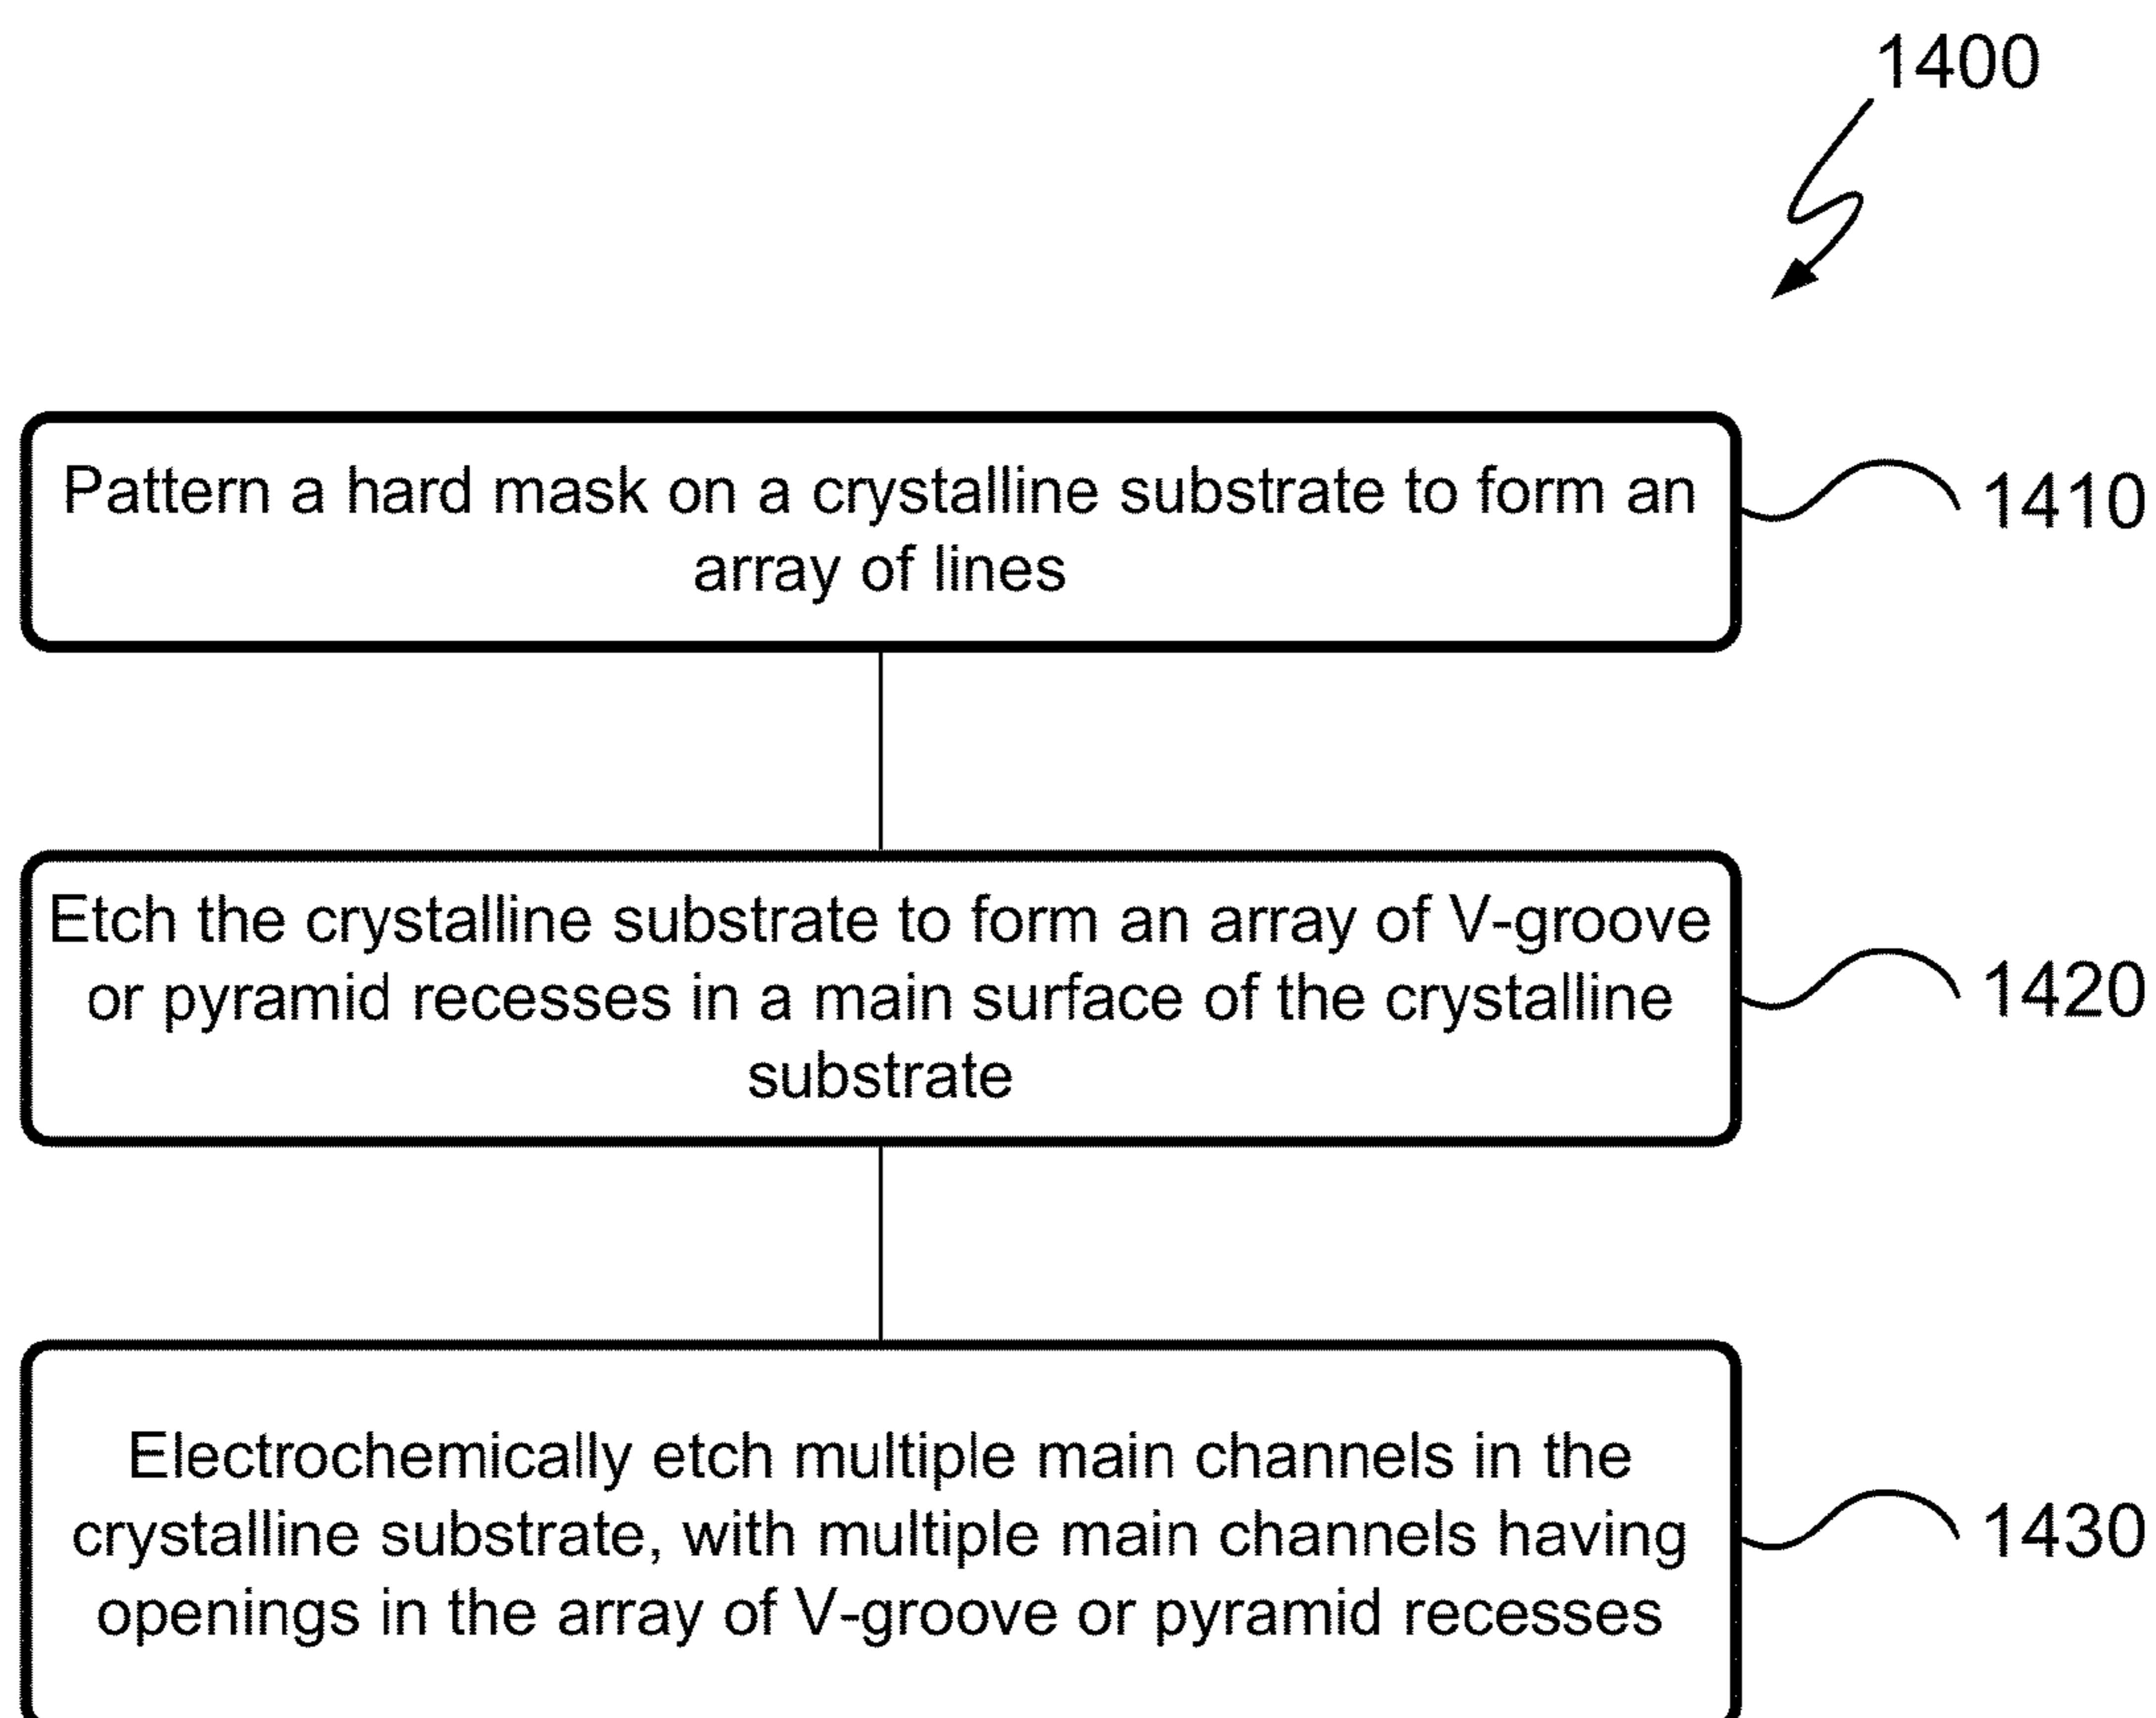 1400
Pattern a hard mask on a crystalline substrate to form an
array of lines
1410
Etch the crystalline substrate to form an array of V-groove
or pyramid recesses in a main surface of the crystalline
substrate
1420
Electrochemically etch multiple main channels in the
crystalline substrate, with multiple main channels having
openings in the array of V-groove or pyramid recesses
1430